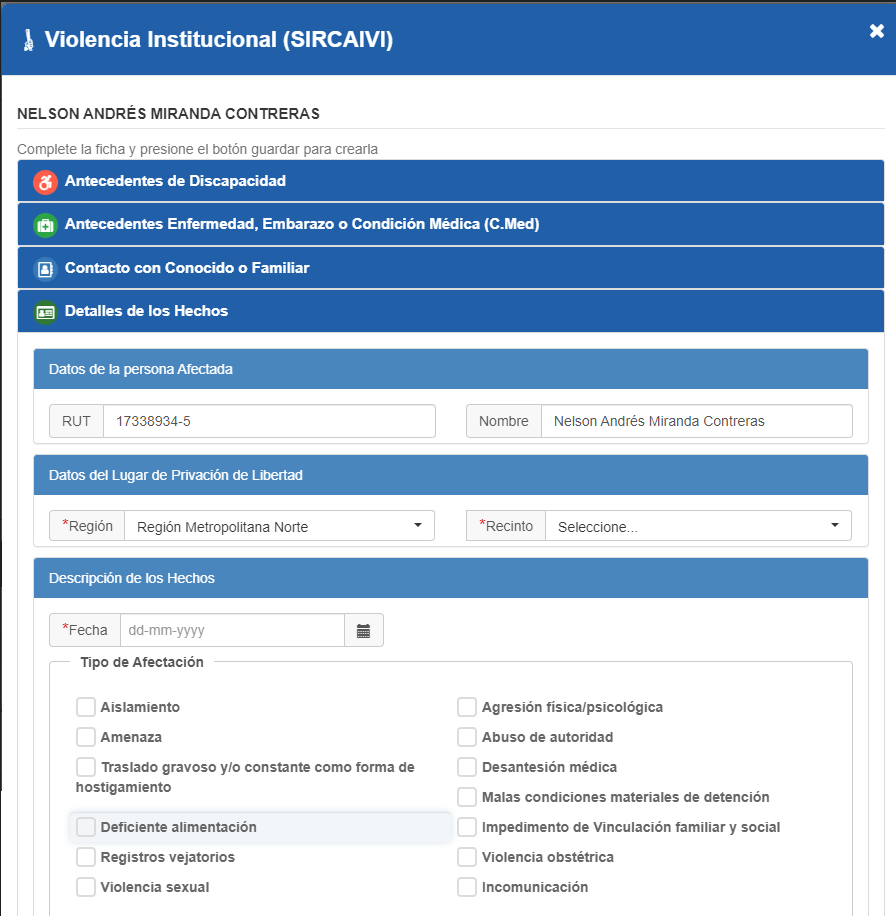 Violencia Institucional (SIRCAIVI)
NELSON ANDRÉS MIRANDA CONTRERAS
Complete la ficha y presione el botón guardar para crearla
Antecedentes de Discapacidad
Antecedentes Enfermedad, Embarazo o Condición Médica (C.Med)
Contacto con Conocido o Familiar
Detalles de los Hechos
Datos de la persona Afectada
RUT 17338934-5 Nombre Nelson Andrés Miranda Contreras
Datos del Lugar de Privación de Libertad
*Región Región Metropolitana Norte *Recinto Seleccione...
Descripción de los Hechos
*Fecha dd-mm-yyyy
Tipo de Afectación
Aislamiento
Amenaza
Traslado gravoso y/o constante como forma de
hostigamiento
Deficiente alimentación
Registros vejatorios
Violencia sexual
Agresión física/psicológica
Abuso de autoridad
Desantesión médica
Malas condiciones materiales de detención
Impedimento de Vinculación familiar y social
Violencia obstétrica
Incomunicación